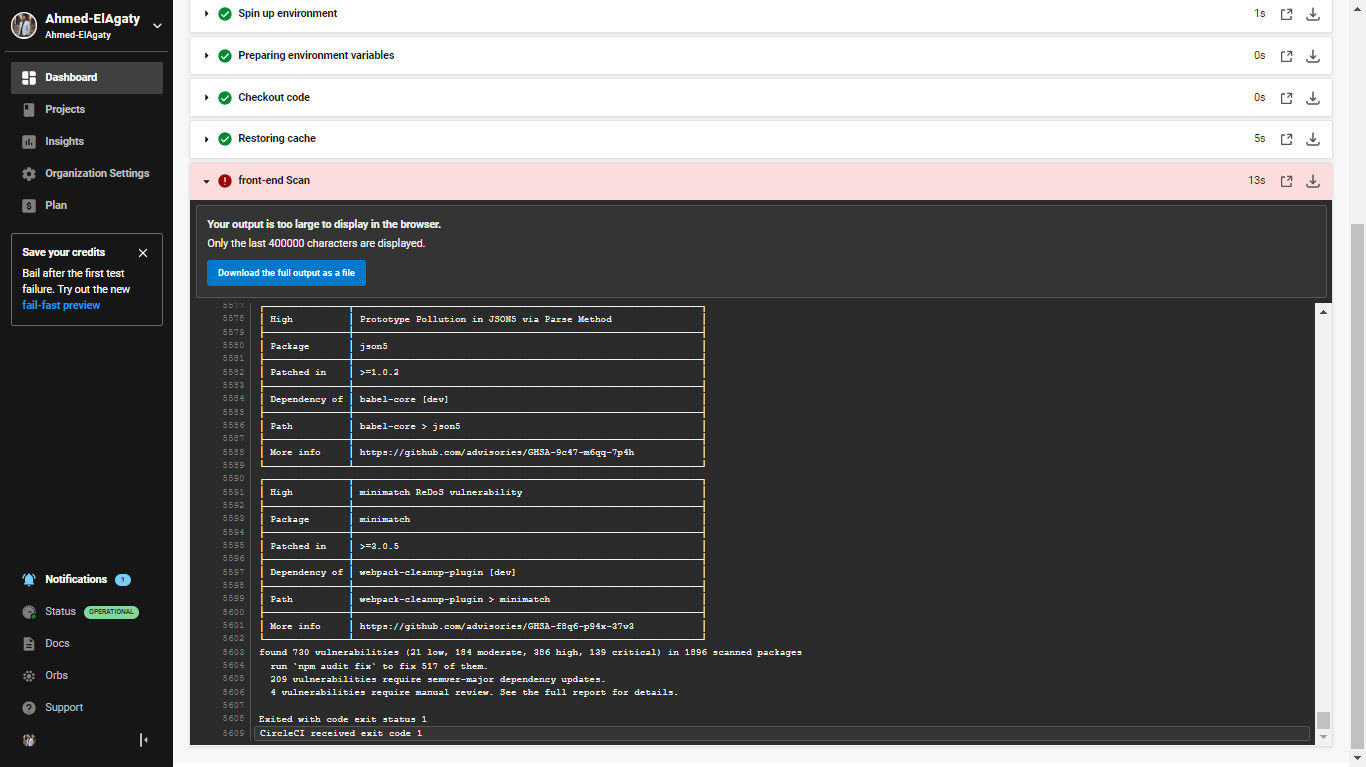 Ahmed-ElAgaty
Ahmed-ElAgaty
Dashboard
Projects
Insights
Organization Settings
Plan
Save your credits
Bail after the first test
failure. Try out the new
fail-fast preview
Notifications 1
Status OPERATIONAL
Docs
Orbs
Support
Spin up environment 1s
Preparing environment variables 0s
Checkout code 0s
Restoring cache 5s
front-end Scan 13s
Your output is too large to display in the browser.
Only the last 400000 characters are displayed.
Download the full output as a file
5577
5578 High Prototype Pollution in JSON5 via Parse Method
5579
5580 Package json5
5581
5582 Patched in >=1.0.2
5583
5584 Dependency of babel-core [dev]
5585
5586 Path babel-core > json5
5587
5588 More info https://github.com/advisories/GHSA-9c47-m6qq-7p4h
5589
5590
5591 High minimatch ReDoS vulnerability
5592
5593 Package minimatch
5594
5595 Patched in >=3.0.5
5596
5597 Dependency of webpack-cleanup-plugin [dev]
5598
5599 Path webpack-cleanup-plugin > minimatch
5600
5601 More info https://github.com/advisories/GHSA-f8q6-p94x-37v3
5602
5603 found 730 vulnerabilities (21 low, 184 moderate, 386 high, 139 critical) in 1896 scanned packages
5604 run `npm audit fix` to fix 517 of them.
5605 209 vulnerabilities require semver-major dependency updates.
5606 4 vulnerabilities require manual review. See the full report for details.
5607
5608 Exited with code exit status 1
5609 CircleCI received exit code 1